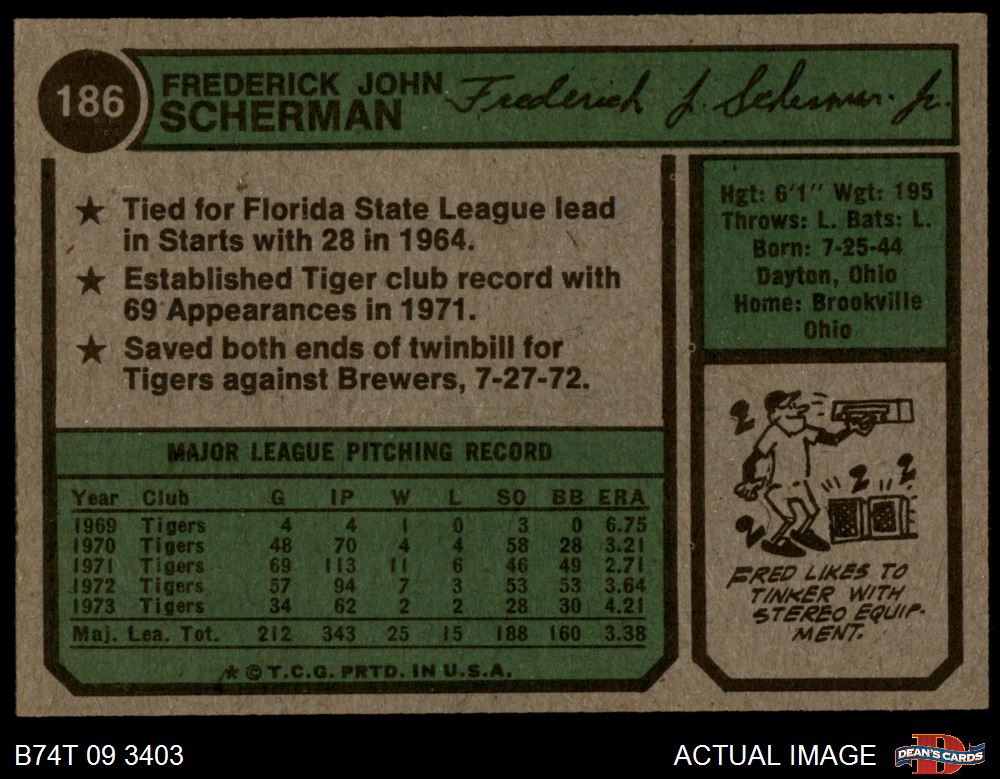 186
FREDERICK JOHN
SCHERMAN
Frederick J. Scherman. Jr.
★ Tied for Florida State League lead
in Starts with 28 in 1964.
★ Established Tiger club record with
69 Appearances in 1971.
★ Saved both ends of twinbill for
Tigers against Brewers, 7-27-72.
MAJOR LEAGUE PITCHING RECORD
Year Club G IP W L SO BB ERA
1969 Tigers 4 4 1 0 3 0 6.75
1970 Tigers 48 70 4 4 58 28 3.21
1971 Tigers 69 113 11 6 46 49 2.71
1972 Tigers 57 94 7 3 53 53 3.64
1973 Tigers 34 62 2 2 28 30 4.21
Maj. Lea. Tot. 212 343 25 15 188 160 3.38
* © T.C.G. PRTD. IN U.S.A.
Hgt: 6'1" Wgt: 195
Throws: L. Bats: L.
Born: 7-25-44
Dayton, Ohio
Home: Brookville
Ohio
FRED LIKES TO
TINKER WITH
STEREO EQUIP-
MENT.
B74T 09 3403
ACTUAL IMAGE
D
DEAN'S CARDS